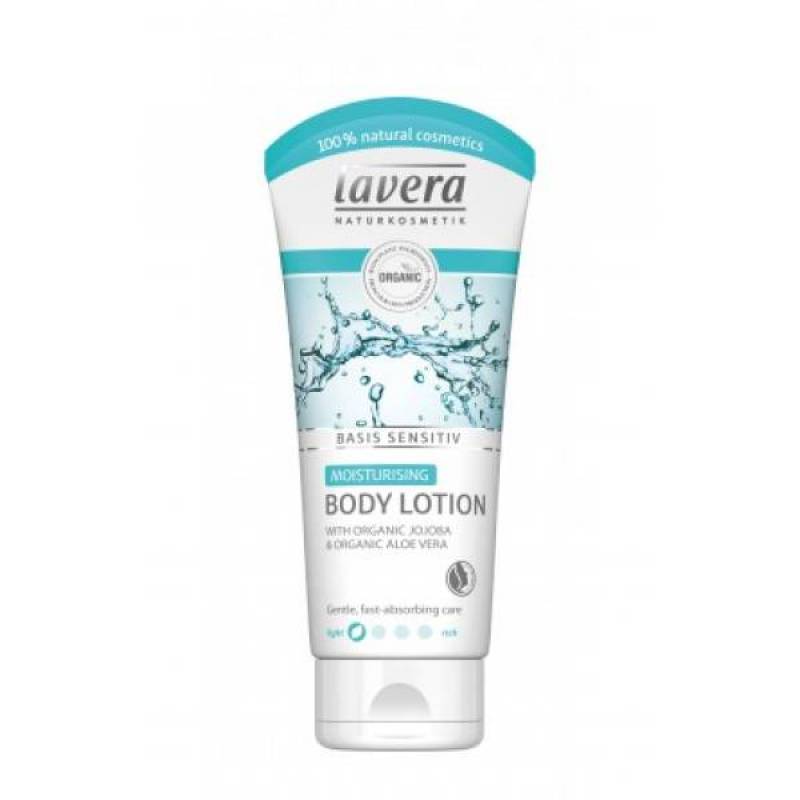 100% natural cosmetics
lavera
NATURKOSMETIK
ORGANIC
BASIS SENSITIV
MOISTURISING
BODY LOTION
WITH ORGANIC JOJOBA
& ORGANIC ALOE VERA
Gentle, fast-absorbing care
light rich